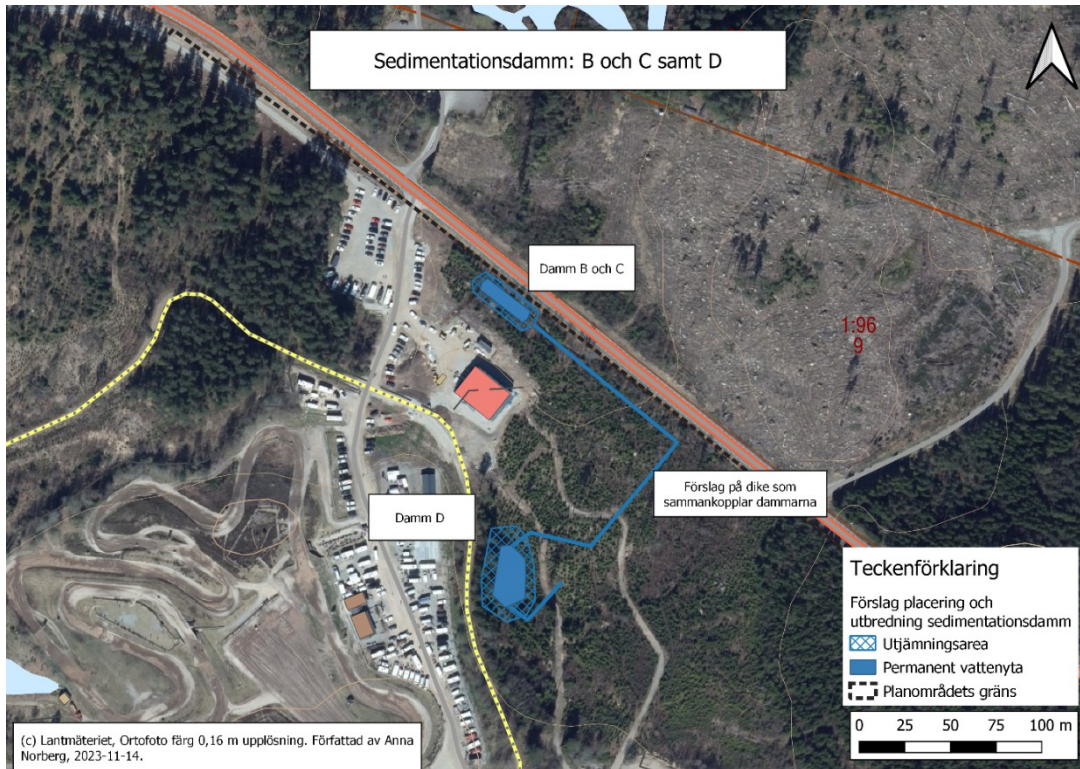 Sedimentationsdamm: B och C samt D
Damm B och C
1:96
9
Förslag på dike som
sammankopplar dammarna
Damm D
Teckenförklaring
Förslag placering och
utbredning sedimentationsdamm
Utjämningsarea
Permanent vattenyta
Planområdets gräns
0 25 50 75 100 m
(c) Lantmäteriet, Ortofoto färg 0,16 m upplösning. Författad av Anna
Norberg, 2023-11-14.